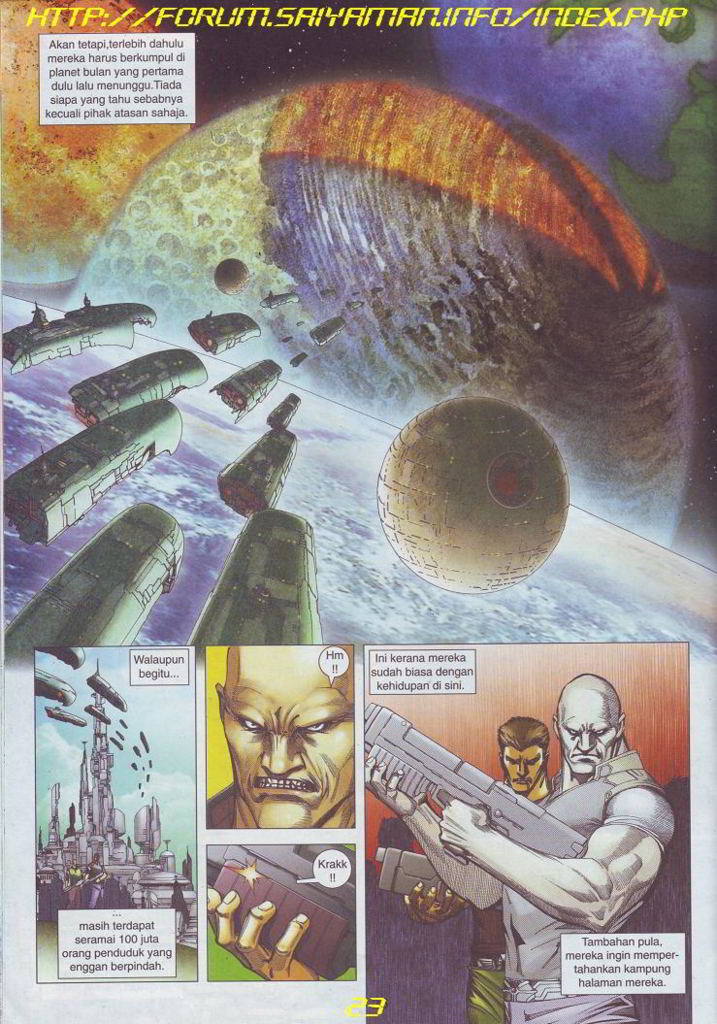 HTTP://FORUM.SAIYAMAN.INFO/INDEX.PHP
Akan tetapi,terlebih dahulu
mereka harus berkumpul di
planet bulan yang pertama
dulu lalu menunggu.Tiada
siapa yang tahu sebabnya
kecuali pihak atasan sahaja.
Walaupun
begitu...
...
masih terdapat
seramai 100 juta
orang penduduk yang
enggan berpindah.
Hm
!!
Krakk
!!
Ini kerana mereka
sudah biasa dengan
kehidupan di sini.
Tambahan pula,
mereka ingin memper-
tahankan kampung
halaman mereka.
23